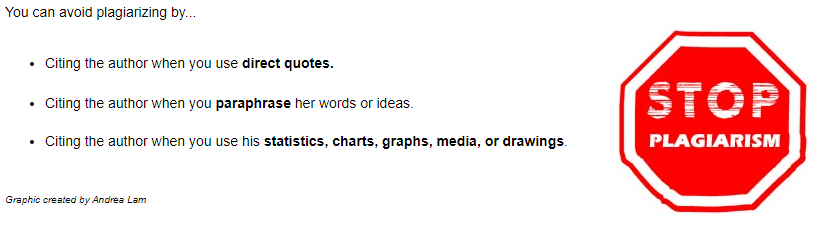 You can avoid plagiarizing by...
Citing the author when you use direct quotes.
Citing the author when you paraphrase her words or ideas.
Citing the author when you use his statistics, charts, graphs, media, or drawings.
Graphic created by Andrea Lam
STOP
PLAGIARISM